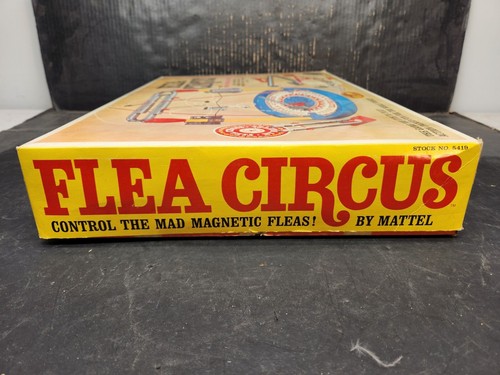 STOCK NO. 5419
FLEA CIRCUS
CONTROL THE MAD MAGNETIC FLEAS! BY MATTEL